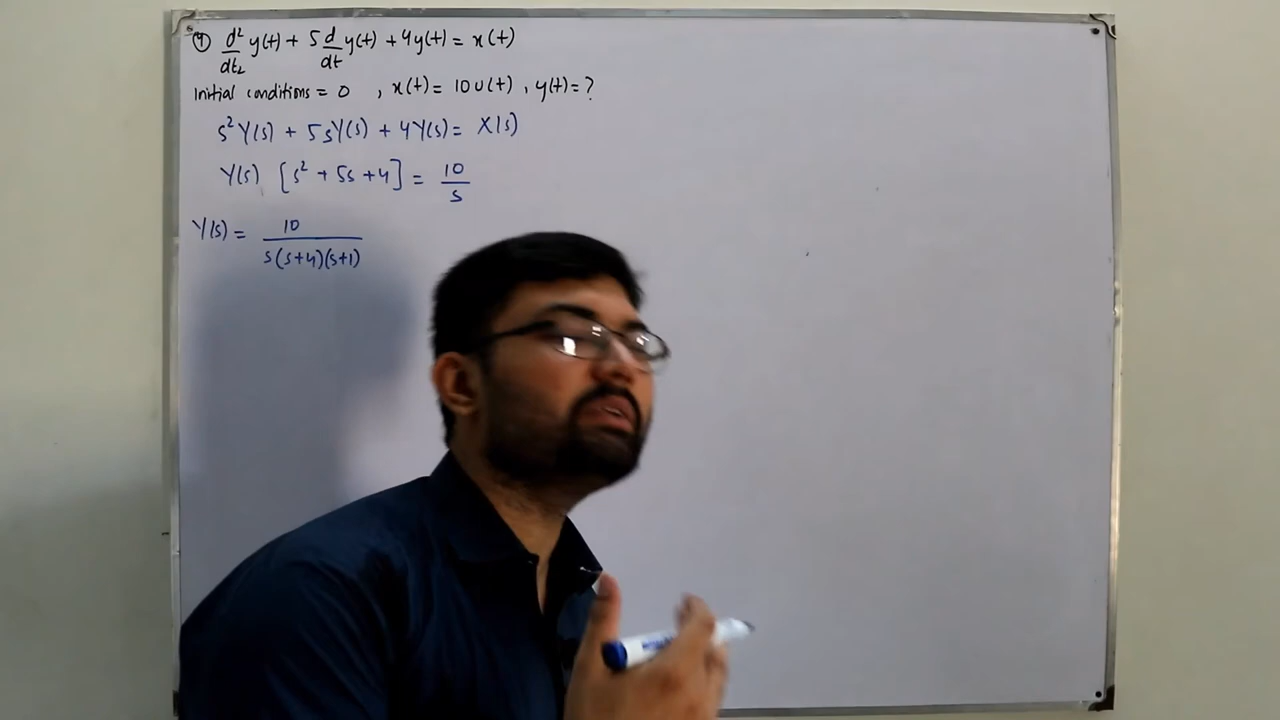 ① d²/dt₂ y(t) + 5 d/dt y(t) + 4y(t) = x(t)
Initial conditions = 0 , x(t) = 10 u(t) , y(t) = ?
s²Y(s) + 5sY(s) + 4Y(s) = X(s)
Y(s) [s² + 5s + 4] = 10/s
Y(s) = 10/s(s+4)(s+1)